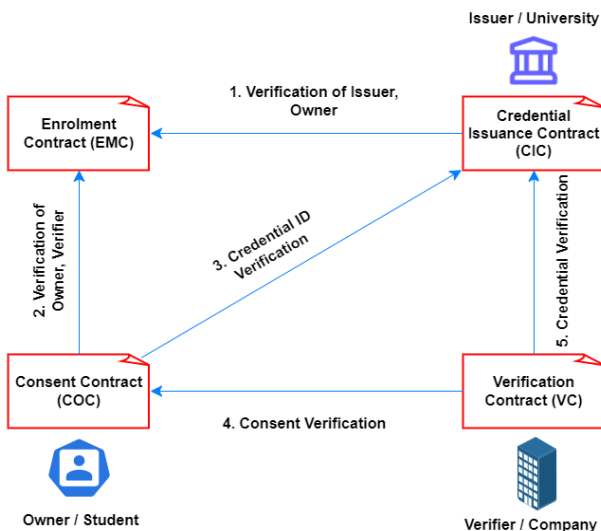 Issuer / University
1. Verification of Issuer,
Owner
Enrolment
Contract (EMC)
Credential
Issuance Contract
(CIC)
2. Verification of
Owner, Verifier
3. Credential ID
Verification
5. Credential Verification
Consent Contract
(COC)
Verification
Contract (VC)
4. Consent Verification
Owner / Student
Verifier / Company